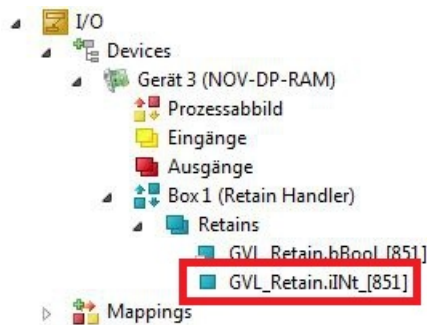 I/O
Devices
Gerät 3 (NOV-DP-RAM)
Prozessabbild
Eingänge
Ausgänge
Box 1 (Retain Handler)
Retains
GVL_Retain.bBool_[851]
GVL_Retain.iINt_[851]
Mappings